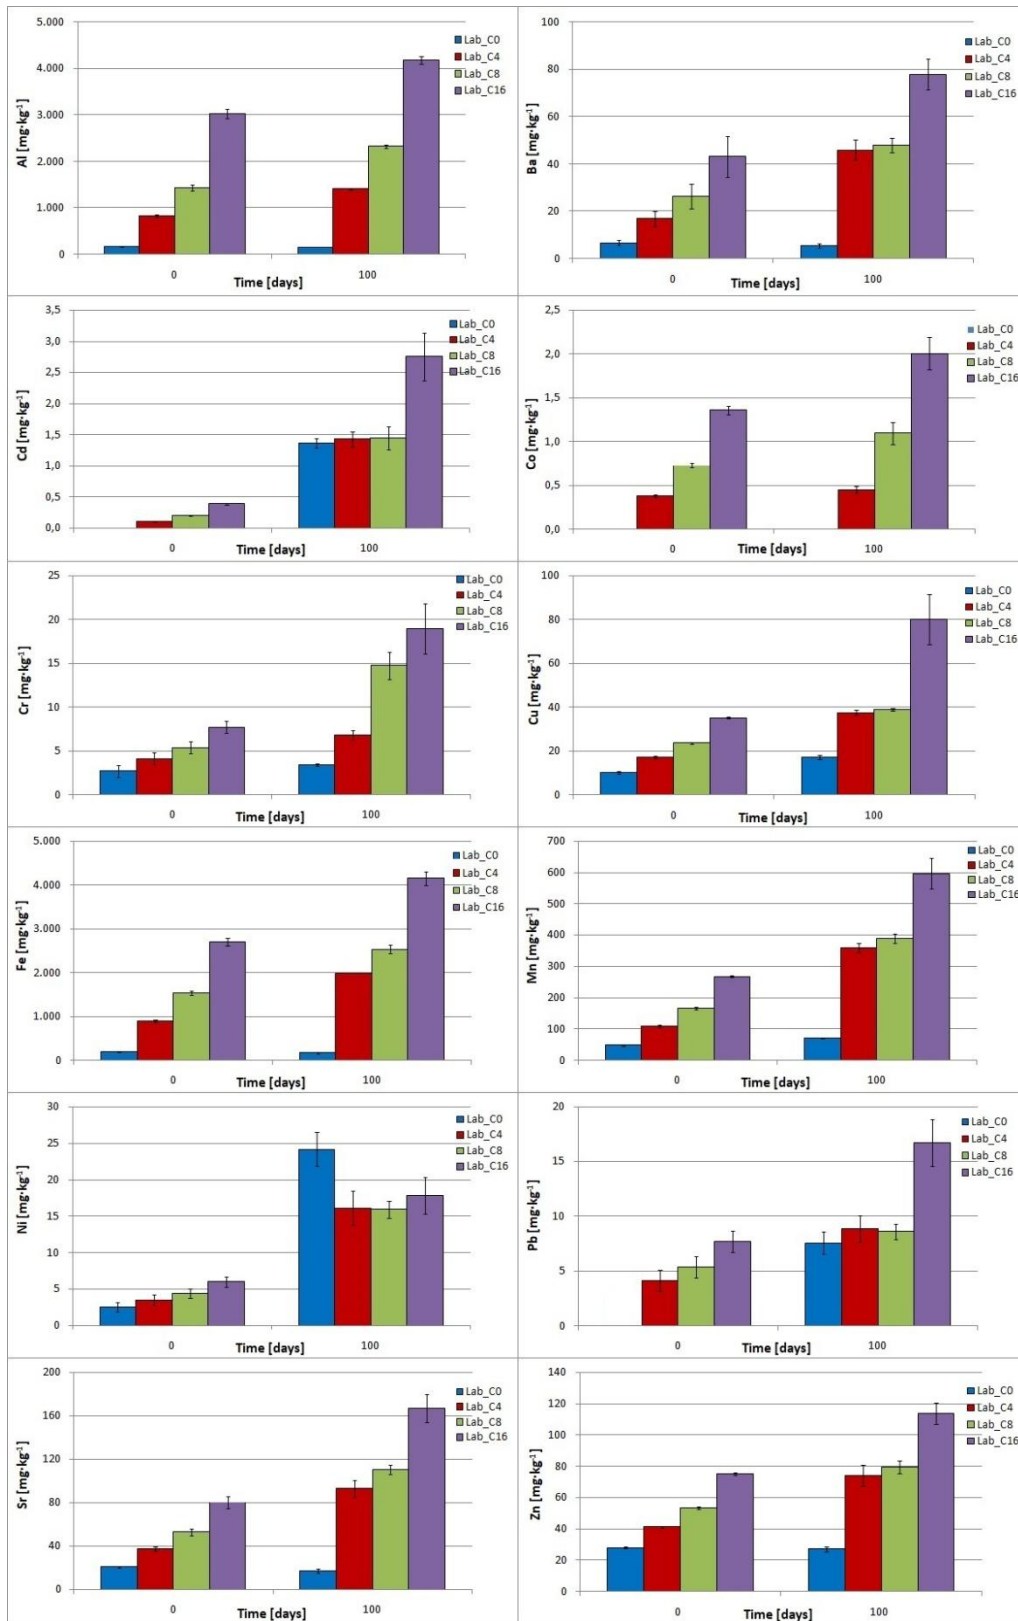 5.000
4.000
3.000
2.000
1.000
0
Al [mg·kg⁻¹]
0
100
Time [days]
Lab_C0
Lab_C4
Lab_C8
Lab_C16
100
80
60
40
20
0
Ba [mg·kg⁻¹]
0
100
Time [days]
Lab_C0
Lab_C4
Lab_C8
Lab_C16
3,5
3,0
2,5
2,0
1,5
1,0
0,5
0,0
Cd [mg·kg⁻¹]
0
100
Time [days]
Lab_C0
Lab_C4
Lab_C8
Lab_C16
2,5
2,0
1,5
1,0
0,5
0,0
Co [mg·kg⁻¹]
0
100
Time [days]
Lab_C0
Lab_C4
Lab_C8
Lab_C16
25
20
15
10
5
0
Cr [mg·kg⁻¹]
0
100
Time [days]
Lab_C0
Lab_C4
Lab_C8
Lab_C16
100
80
60
40
20
0
Cu [mg·kg⁻¹]
0
100
Time [days]
Lab_C0
Lab_C4
Lab_C8
Lab_C16
5.000
4.000
3.000
2.000
1.000
0
Fe [mg·kg⁻¹]
0
100
Time [days]
Lab_C0
Lab_C4
Lab_C8
Lab_C16
700
600
500
400
300
200
100
0
Mn [mg·kg⁻¹]
0
100
Time [days]
Lab_C0
Lab_C4
Lab_C8
Lab_C16
30
25
20
15
10
5
0
Ni [mg·kg⁻¹]
0
100
Time [days]
Lab_C0
Lab_C4
Lab_C8
Lab_C16
20
15
10
5
0
Pb [mg·kg⁻¹]
0
100
Time [days]
Lab_C0
Lab_C4
Lab_C8
Lab_C16
200
160
120
80
40
0
Sr [mg·kg⁻¹]
0
100
Time [days]
Lab_C0
Lab_C4
Lab_C8
Lab_C16
140
120
100
80
60
40
20
0
Zn [mg·kg⁻¹]
0
100
Time [days]
Lab_C0
Lab_C4
Lab_C8
Lab_C16